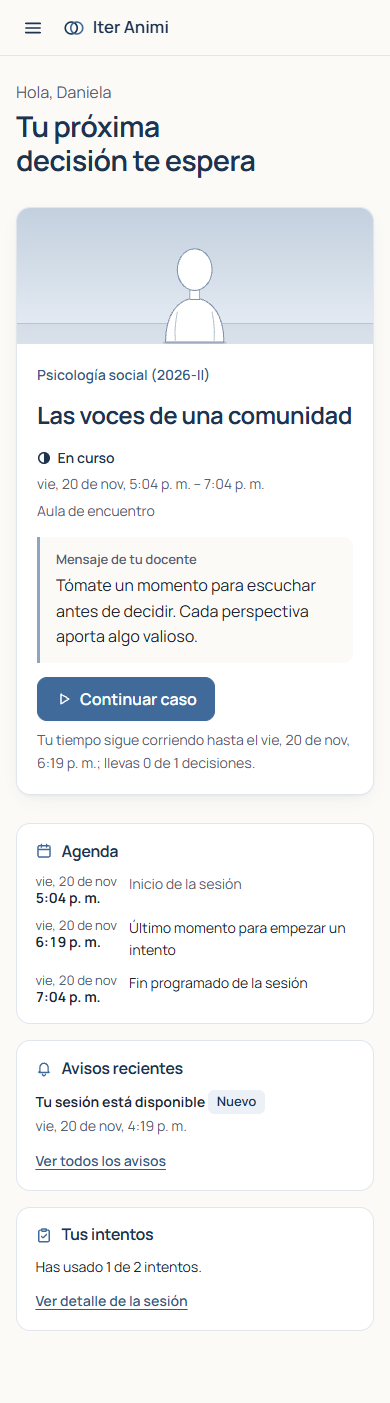 Iter Animi
Hola, Daniela
Tu próxima
decisión te espera
Psicología social (2026-II)
Las voces de una comunidad
En curso
vie, 20 de nov, 5:04 p. m. – 7:04 p. m.
Aula de encuentro
Mensaje de tu docente
Tómate un momento para escuchar
antes de decidir. Cada perspectiva
aporta algo valioso.
Continuar caso
Tu tiempo sigue corriendo hasta el vie, 20 de nov,
6:19 p. m.; llevas 0 de 1 decisiones.
Agenda
vie, 20 de nov
5:04 p. m.
Inicio de la sesión
vie, 20 de nov
6:19 p. m.
Último momento para empezar un
intento
vie, 20 de nov
7:04 p. m.
Fin programado de la sesión
Avisos recientes
Tu sesión está disponible Nuevo
vie, 20 de nov, 4:19 p. m.
Ver todos los avisos
Tus intentos
Has usado 1 de 2 intentos.
Ver detalle de la sesión